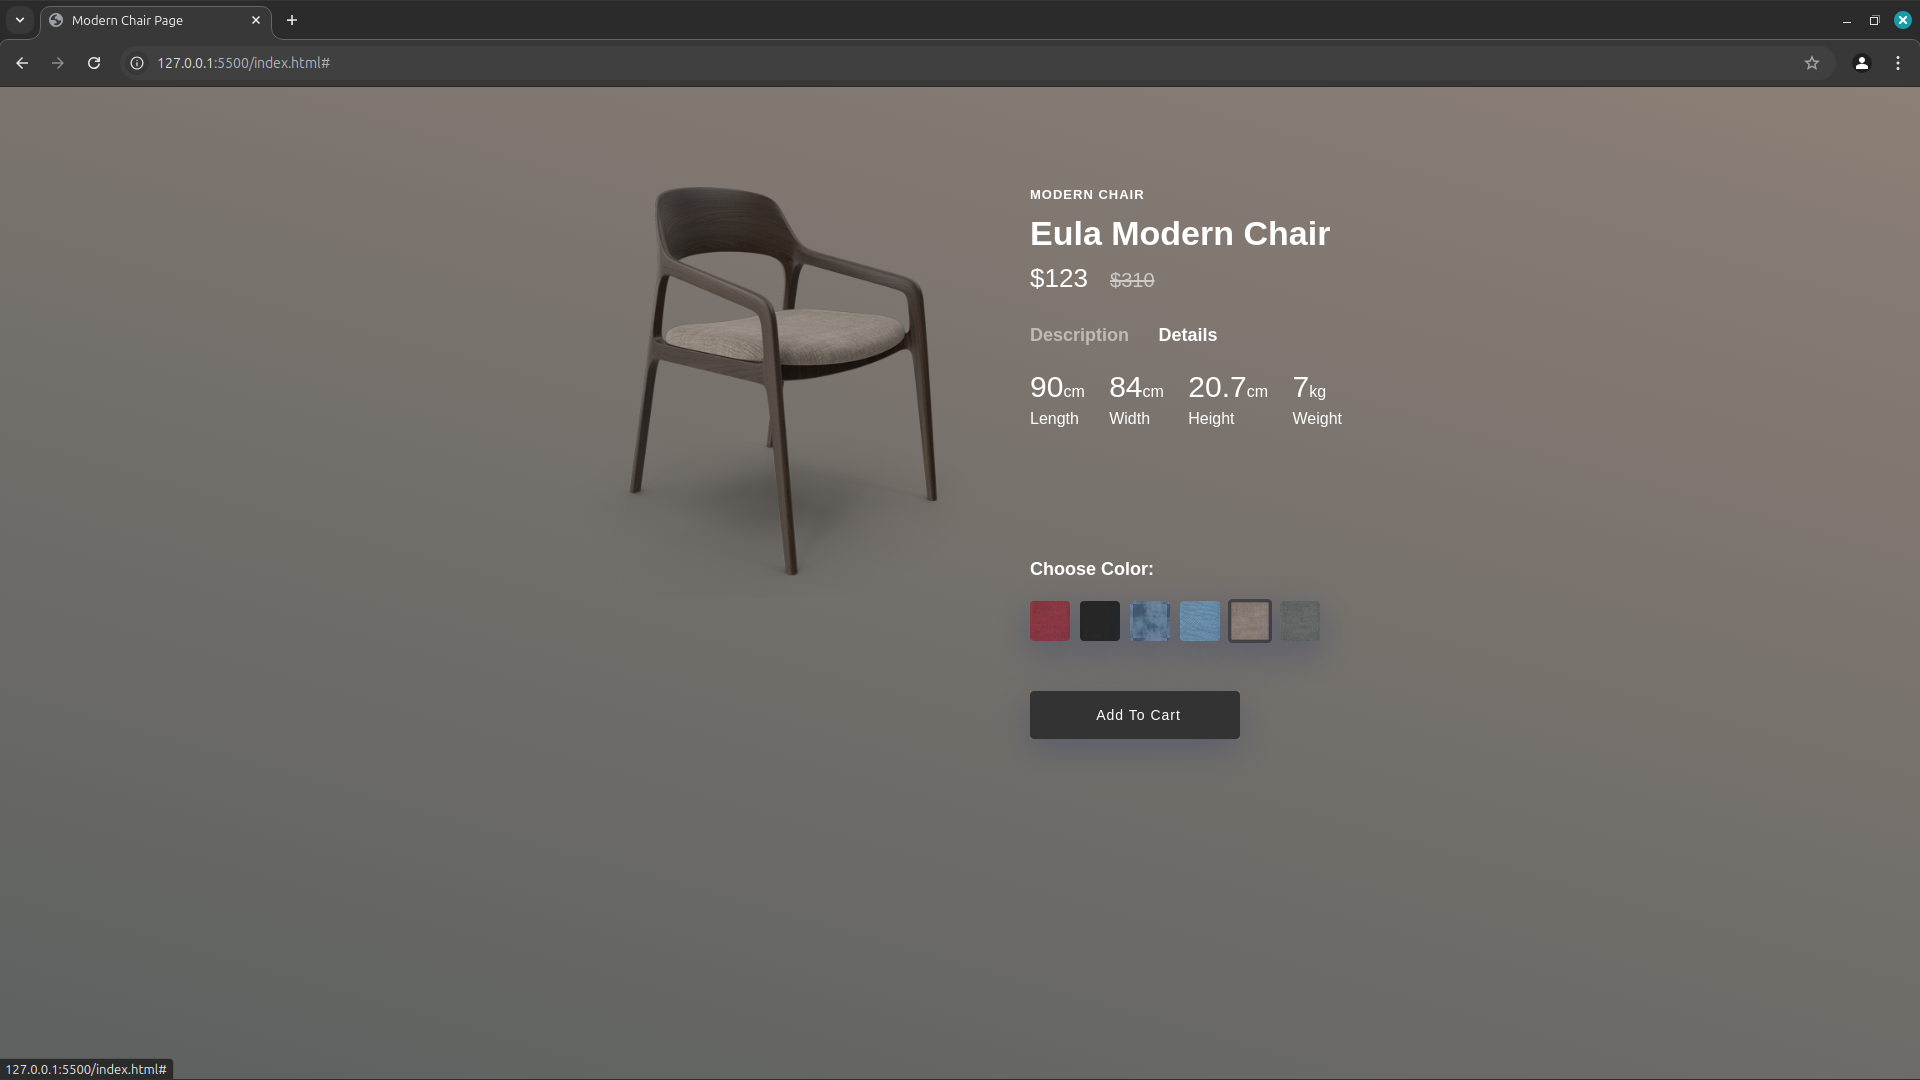 Modern Chair Page
127.0.0.1:5500/index.html#
MODERN CHAIR
Eula Modern Chair
$123 $310
Description Details
90cm 84cm 20.7cm 7kg
Length Width Height Weight
Choose Color:
Add To Cart
127.0.0.1:5500/index.html#